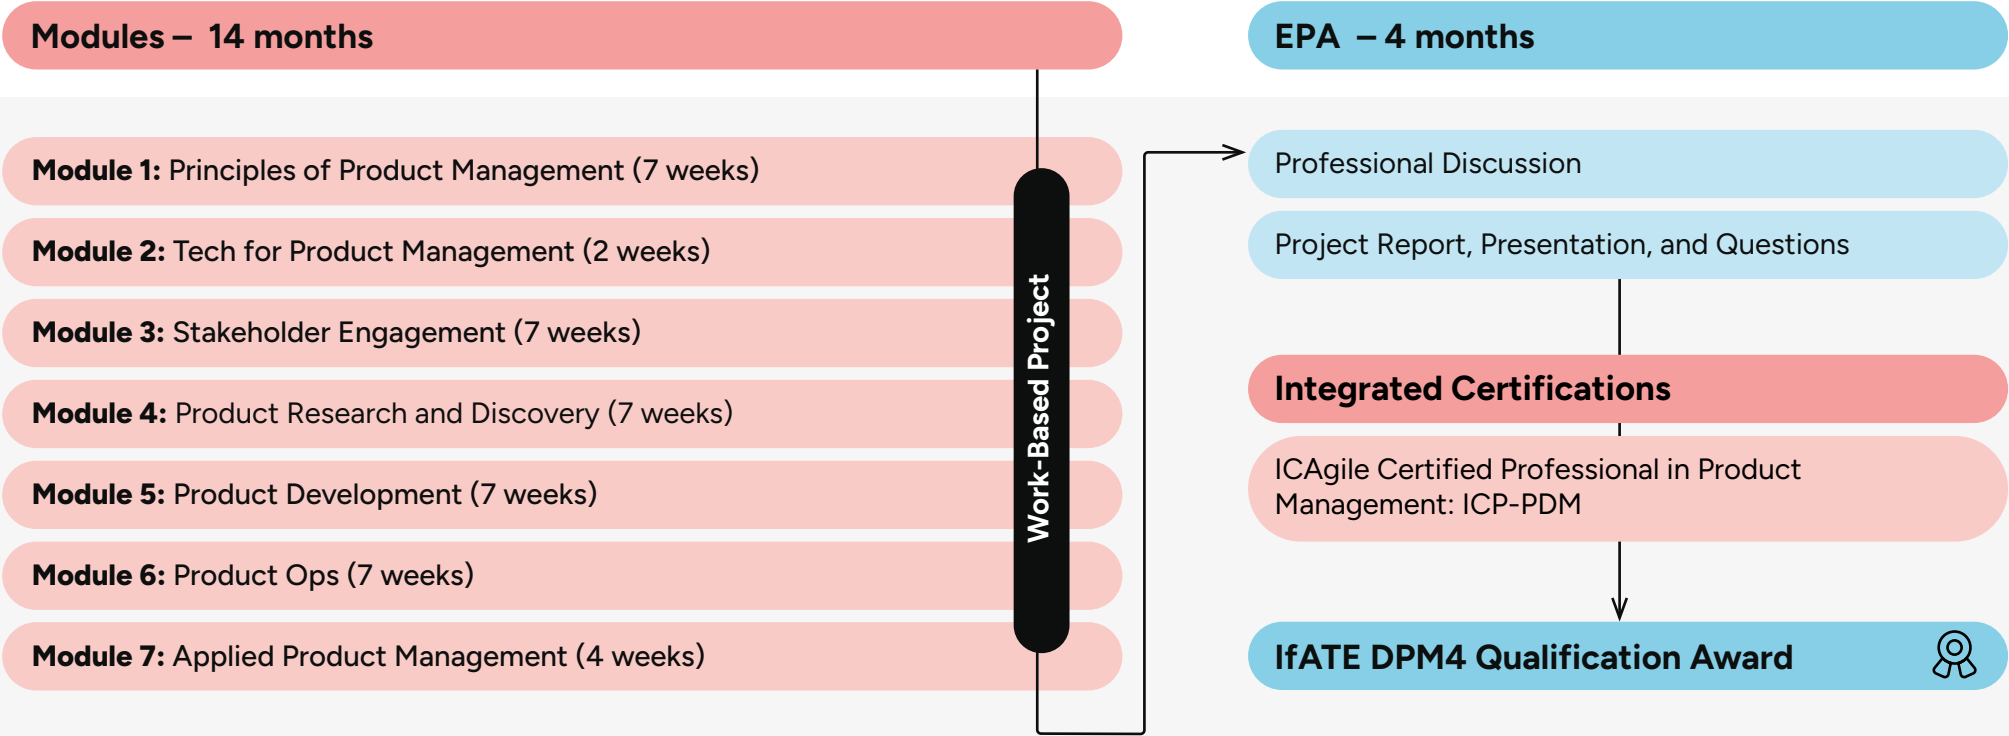 Modules – 14 months
Module 1: Principles of Product Management (7 weeks)
Module 2: Tech for Product Management (2 weeks)
Module 3: Stakeholder Engagement (7 weeks)
Module 4: Product Research and Discovery (7 weeks)
Module 5: Product Development (7 weeks)
Module 6: Product Ops (7 weeks)
Module 7: Applied Product Management (4 weeks)
Work-Based Project
EPA – 4 months
Professional Discussion
Project Report, Presentation, and Questions
Integrated Certifications
ICAgile Certified Professional in Product
Management: ICP-PDM
IfATE DPM4 Qualification Award